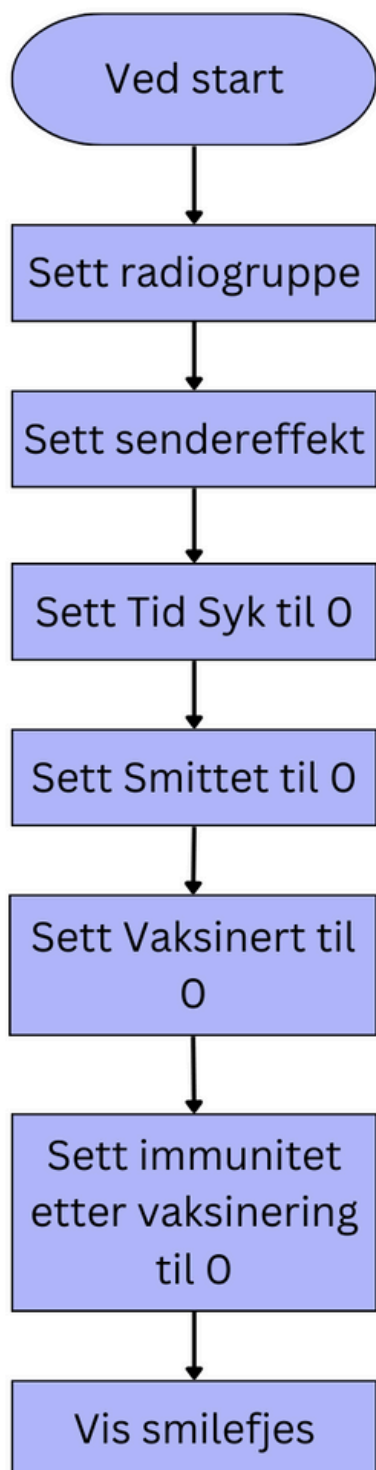 Ved start
Sett radiogruppe
Sett sendereffekt
Sett Tid Syk til 0
Sett Smittet til 0
Sett Vaksinert til
0
Sett immunitet
etter vaksinering
til 0
Vis smilefjes